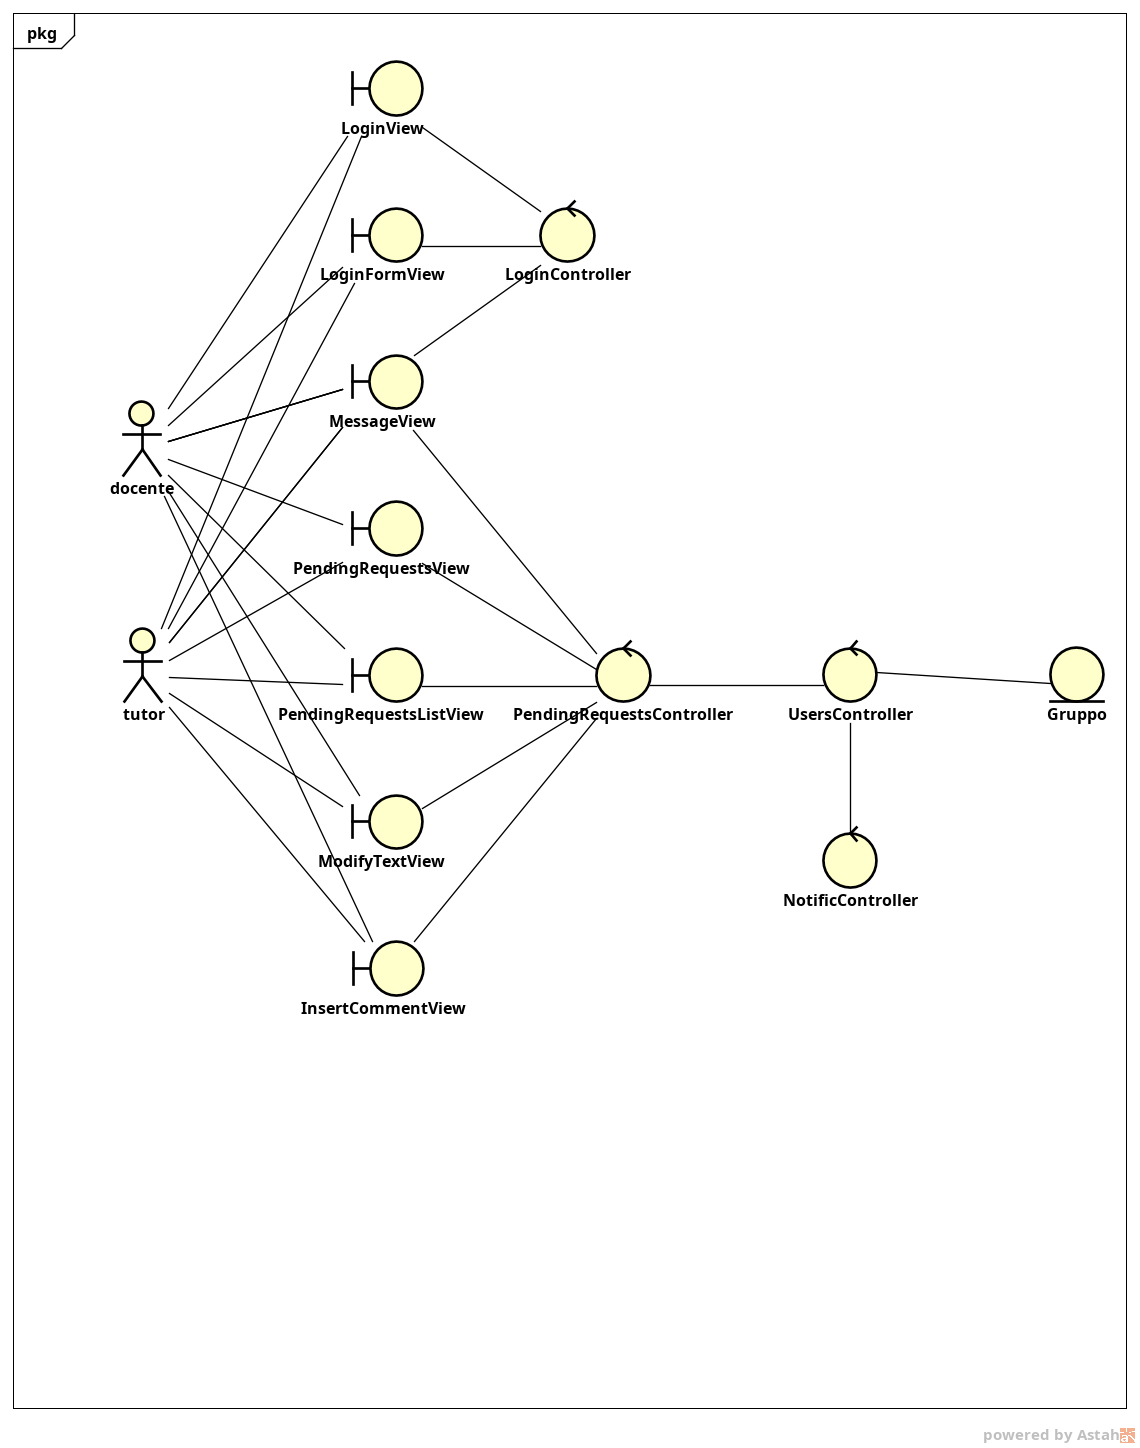 pkg
LoginView
LoginFormView
LoginController
MessageView
docente
PendingRequestsView
tutor
PendingRequestsListView
PendingRequestsController
UsersController
Gruppo
ModifyTextView
NotificController
InsertCommentView
powered by Astah